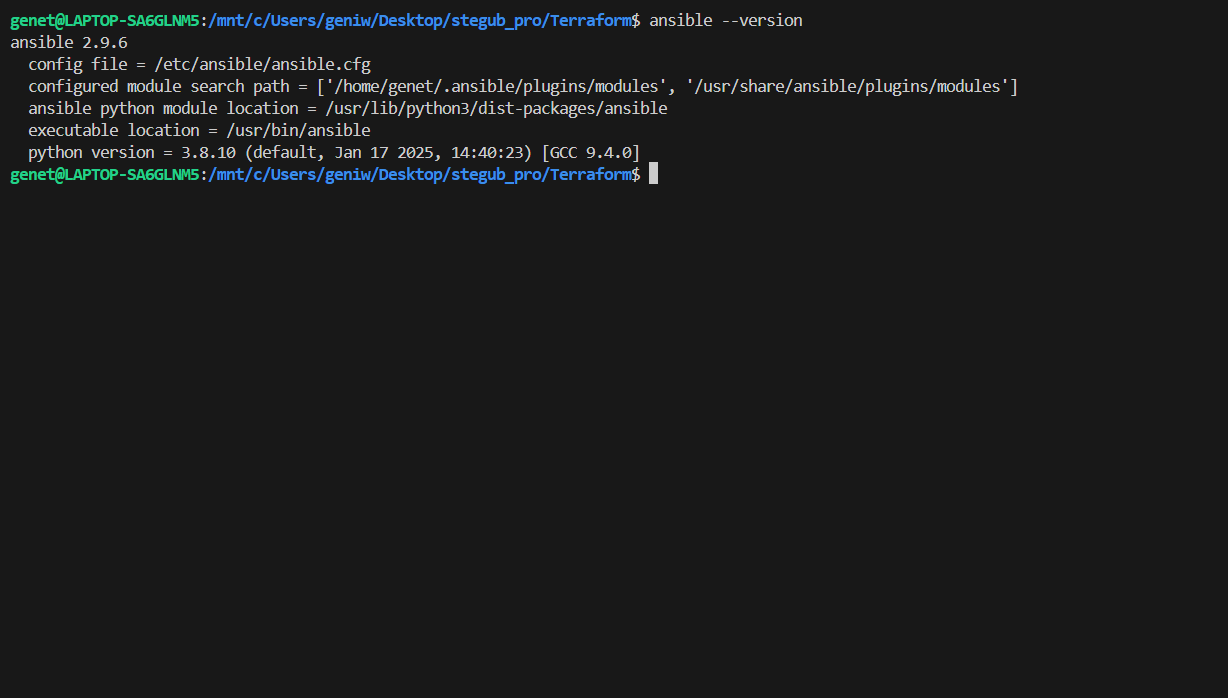 genet@LAPTOP-SA6GLNM5:/mnt/c/Users/geniw/Desktop/stegub_pro/Terraform$ ansible --version
ansible 2.9.6
  config file = /etc/ansible/ansible.cfg
  configured module search path = ['/home/genet/.ansible/plugins/modules', '/usr/share/ansible/plugins/modules']
  ansible python module location = /usr/lib/python3/dist-packages/ansible
  executable location = /usr/bin/ansible
  python version = 3.8.10 (default, Jan 17 2025, 14:40:23) [GCC 9.4.0]
genet@LAPTOP-SA6GLNM5:/mnt/c/Users/geniw/Desktop/stegub_pro/Terraform$